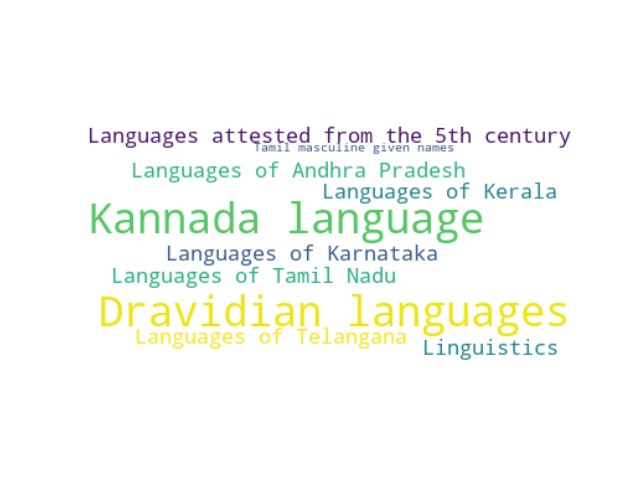 Languages attested from the 5th century
Tamil masculine given names
Languages of Andhra Pradesh
Languages of Kerala
Kannada language
Languages of Karnataka
Languages of Tamil Nadu
Dravidian languages
Languages of Telangana
Linguistics